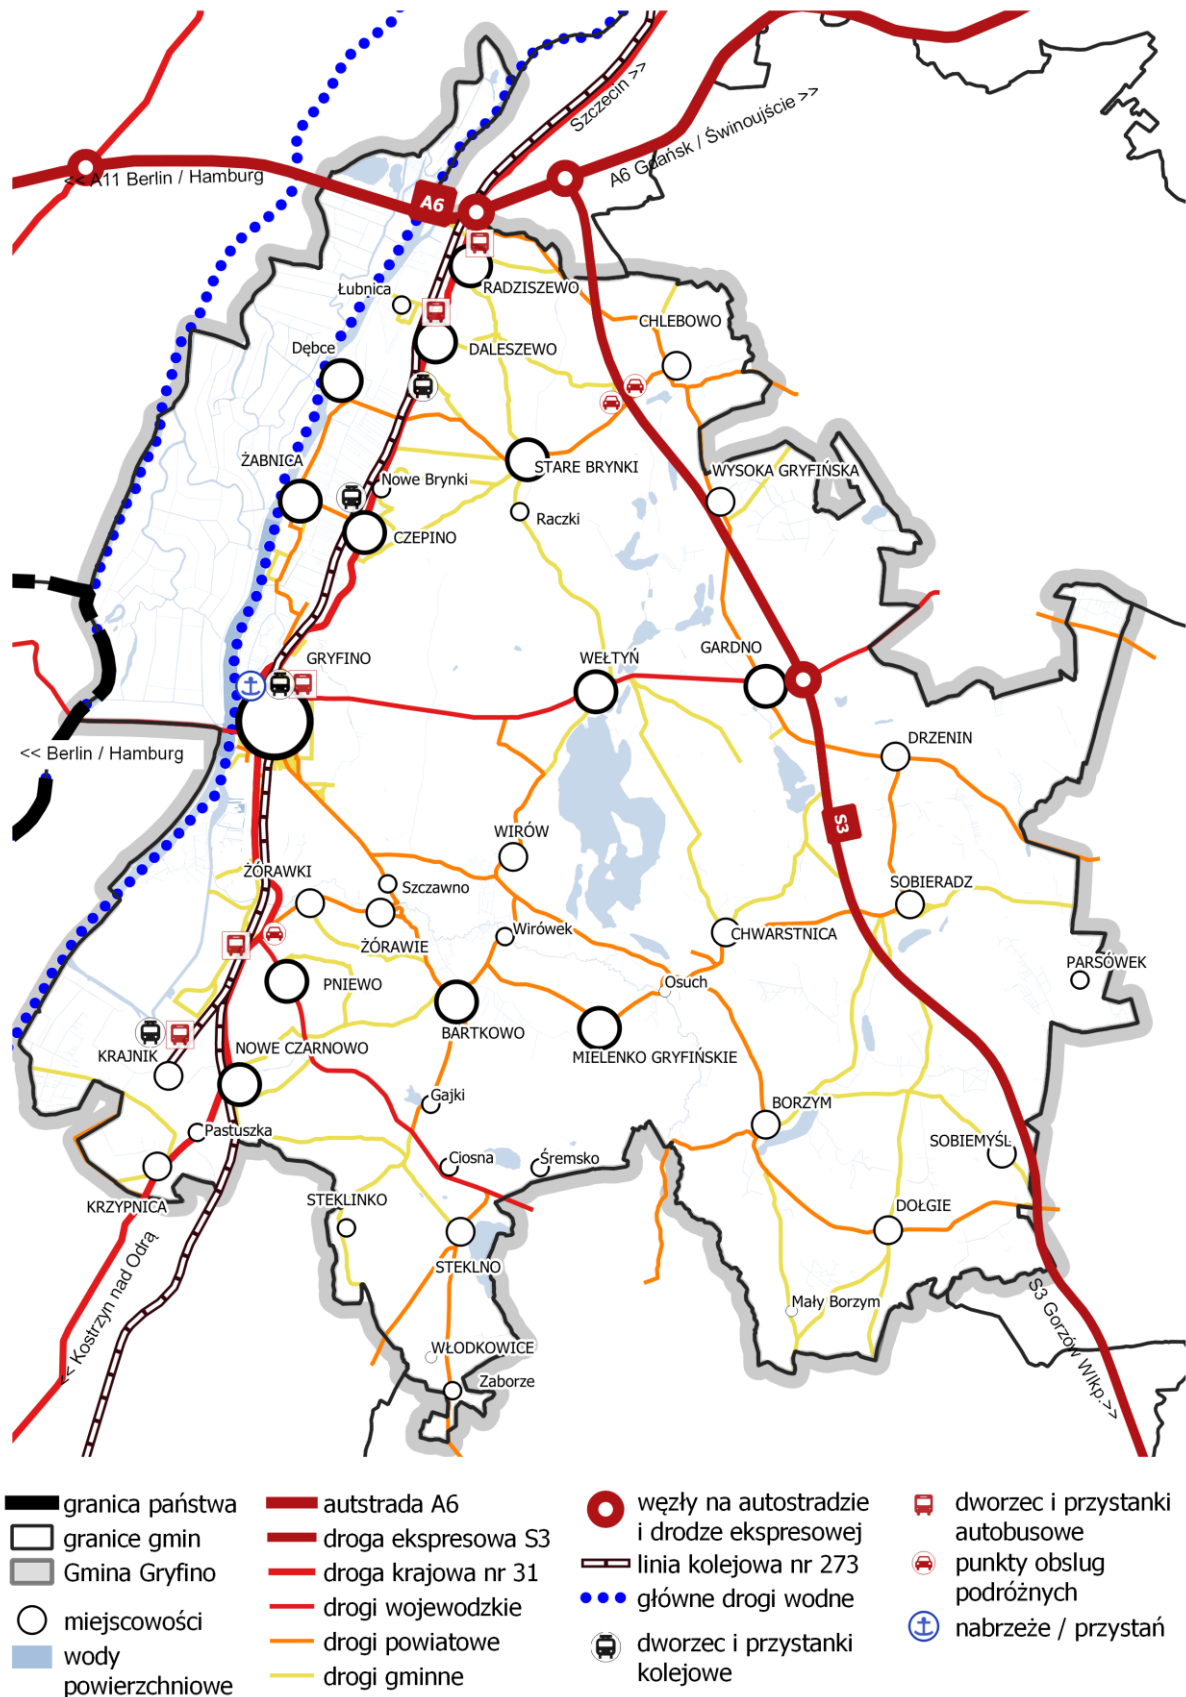 Szczecin >>
A6 Gdańsk / Świnoujście >>
<< A11 Berlin / Hamburg
A6
RADZISZEWO
Łubnica
CHLEBOWO
Dębce
DALESZEWO
ŻABNICA
STARE BRYNKI
WYSOKA GRYFIŃSKA
Nowe Brynki
Raczki
CZEPINO
GRYFINO
WEŁTYŃ
GARDNO
<< Berlin / Hamburg
DRZENIN
S3
WIRÓW
ŻÓRAWKI
Szczawno
SOBIERADZ
Wirówek
CHWARSTNICA
ŻÓRAWIE
PARSÓWEK
PNIEWO
Osuch
BARTKOWO
NOWE CZARNOWO
MIELENKO GRYFIŃSKIE
KRAJNIK
Gajki
BORZYM
Pastuszka
SOBIEMYŚL
Ciosna
Śremsko
KRZYPNICA
STEKLINKO
DOŁGIE
STEKLNO
<< Kostrzyn nad Odrą
Mały Borzym
S3 Gorzów Wlkp.>>
WŁODKOWICE
Zaborze
granica państwa
granice gmin
Gmina Gryfino
miejscowości
wody
powierzchniowe
autstrada A6
droga ekspresowa S3
droga krajowa nr 31
drogi wojewodzkie
drogi powiatowe
drogi gminne
węzły na autostradzie
i drodze ekspresowej
linia kolejowa nr 273
główne drogi wodne
dworzec i przystanki
kolejowe
dworzec i przystanki
autobusowe
punkty obslug
podróżnych
nabrzeże / przystań